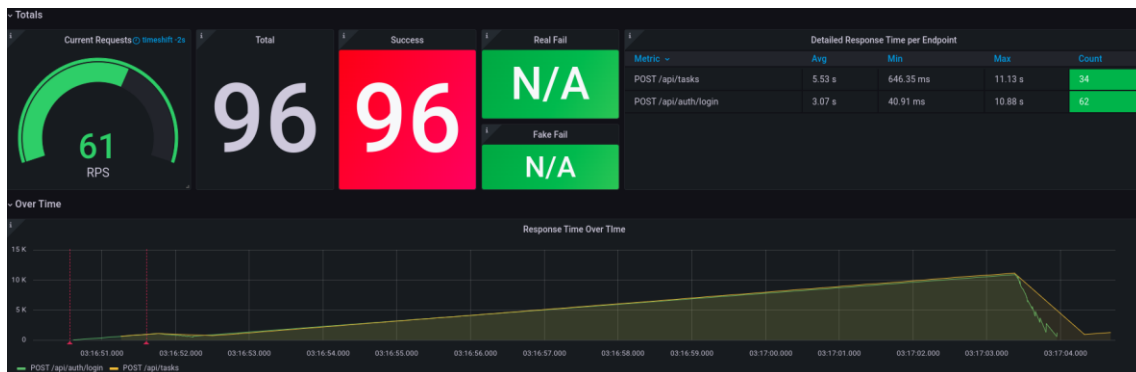 Totals
Current Requests timeshift -2s
61
RPS
Total
96
Success
96
Real Fail
N/A
Fake Fail
N/A
Detailed Response Time per Endpoint
Metric Avg Min Max Count
POST /api/tasks 5.53 s 646.35 ms 11.13 s 34
POST /api/auth/login 3.07 s 40.91 ms 10.88 s 62
Over Time
Response Time Over TIme
15 K
10 K
5 K
0
03:16:51.000 03:16:52.000 03:16:53.000 03:16:54.000 03:16:55.000 03:16:56.000 03:16:57.000 03:16:58.000 03:16:59.000 03:17:00.000 03:17:01.000 03:17:02.000 03:17:03.000 03:17:04.000
POST /api/auth/login POST /api/tasks